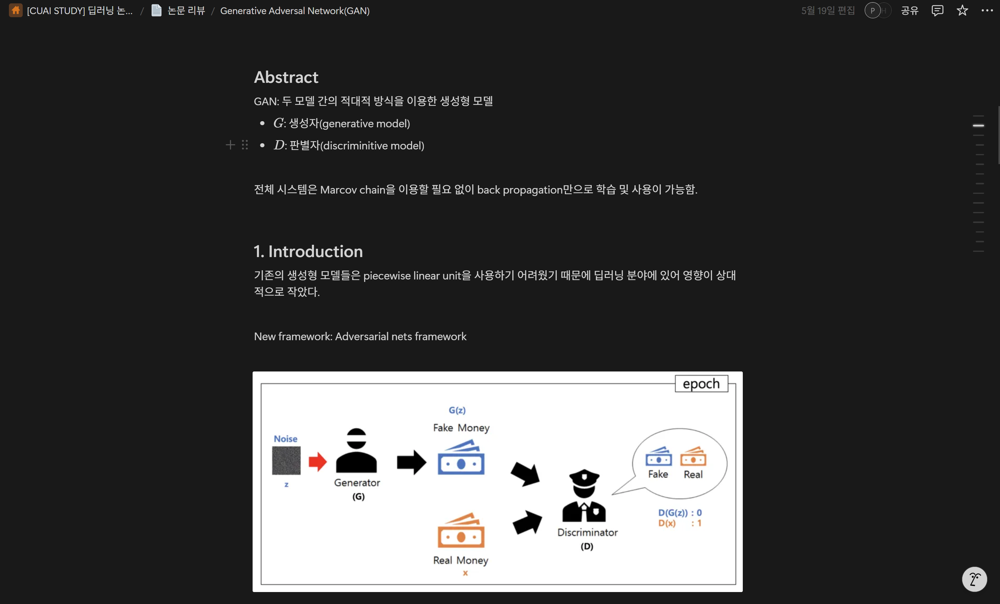 [CUAI STUDY] 딥러닝 논... / 논문 리뷰 / Generative Adversal Network(GAN)
5월 19일 편집 P H 공유
Abstract
GAN: 두 모델 간의 적대적 방식을 이용한 생성형 모델
• G: 생성자(generative model)
• D: 판별자(discriminitive model)
전체 시스템은 Marcov chain을 이용할 필요 없이 back propagation만으로 학습 및 사용이 가능함.
1. Introduction
기존의 생성형 모델들은 piecewise linear unit을 사용하기 어려웠기 때문에 딥러닝 분야에 있어 영향이 상대
적으로 작았다.
New framework: Adversarial nets framework
epoch
G(z)
Fake Money
Noise
z
Generator
(G)
Fake Real
D(G(z)) : 0
D(x) : 1
Discriminator
(D)
Real Money
x